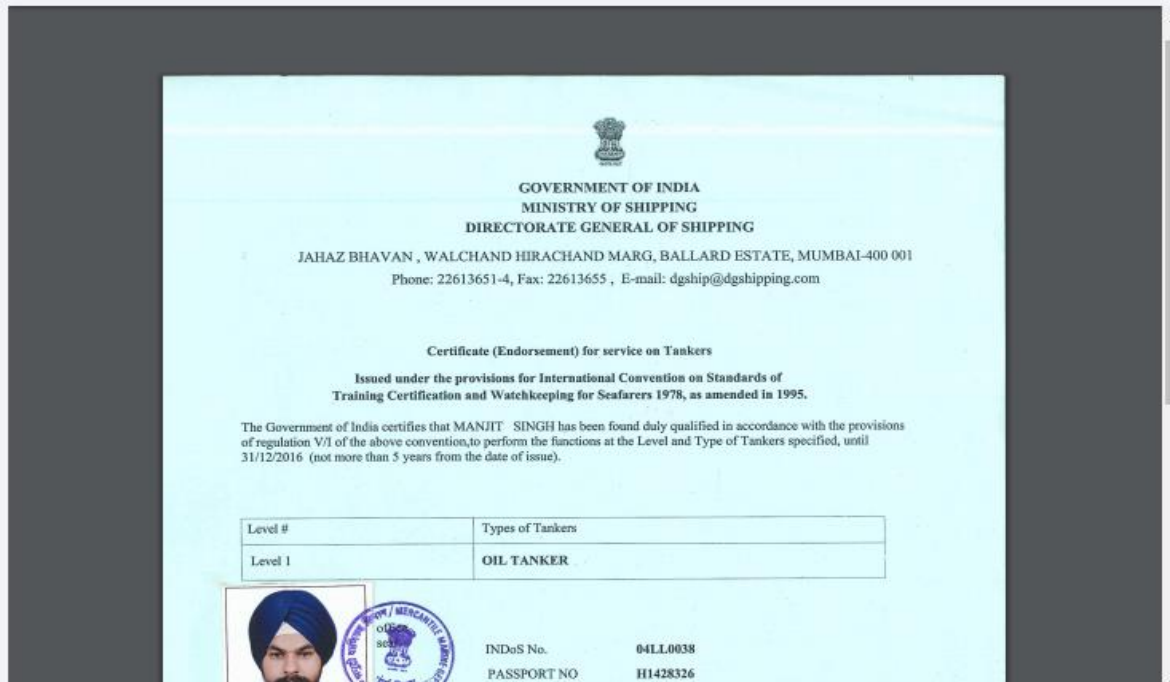 GOVERNMENT OF INDIA
MINISTRY OF SHIPPING
DIRECTORATE GENERAL OF SHIPPING
JAHAZ BHAVAN , WALCHAND HIRACHAND MARG, BALLARD ESTATE, MUMBAI-400 001
Phone: 22613651-4, Fax: 22613655 , E-mail: dgship@dgshipping.com
Certificate (Endorsement) for service on Tankers
Issued under the provisions for International Convention on Standards of
Training Certification and Watchkeeping for Seafarers 1978, as amended in 1995.
The Government of India certifies that MANJIT SINGH has been found duly qualified in accordance with the provisions
of regulation V/I of the above convention,to perform the functions at the Level and Type of Tankers specified, until
31/12/2016 (not more than 5 years from the date of issue).
Level # Types of Tankers
Level 1 OIL TANKER
/ MERCANTILE
INDoS No. 04LL0038
PASSPORT NO H1428326